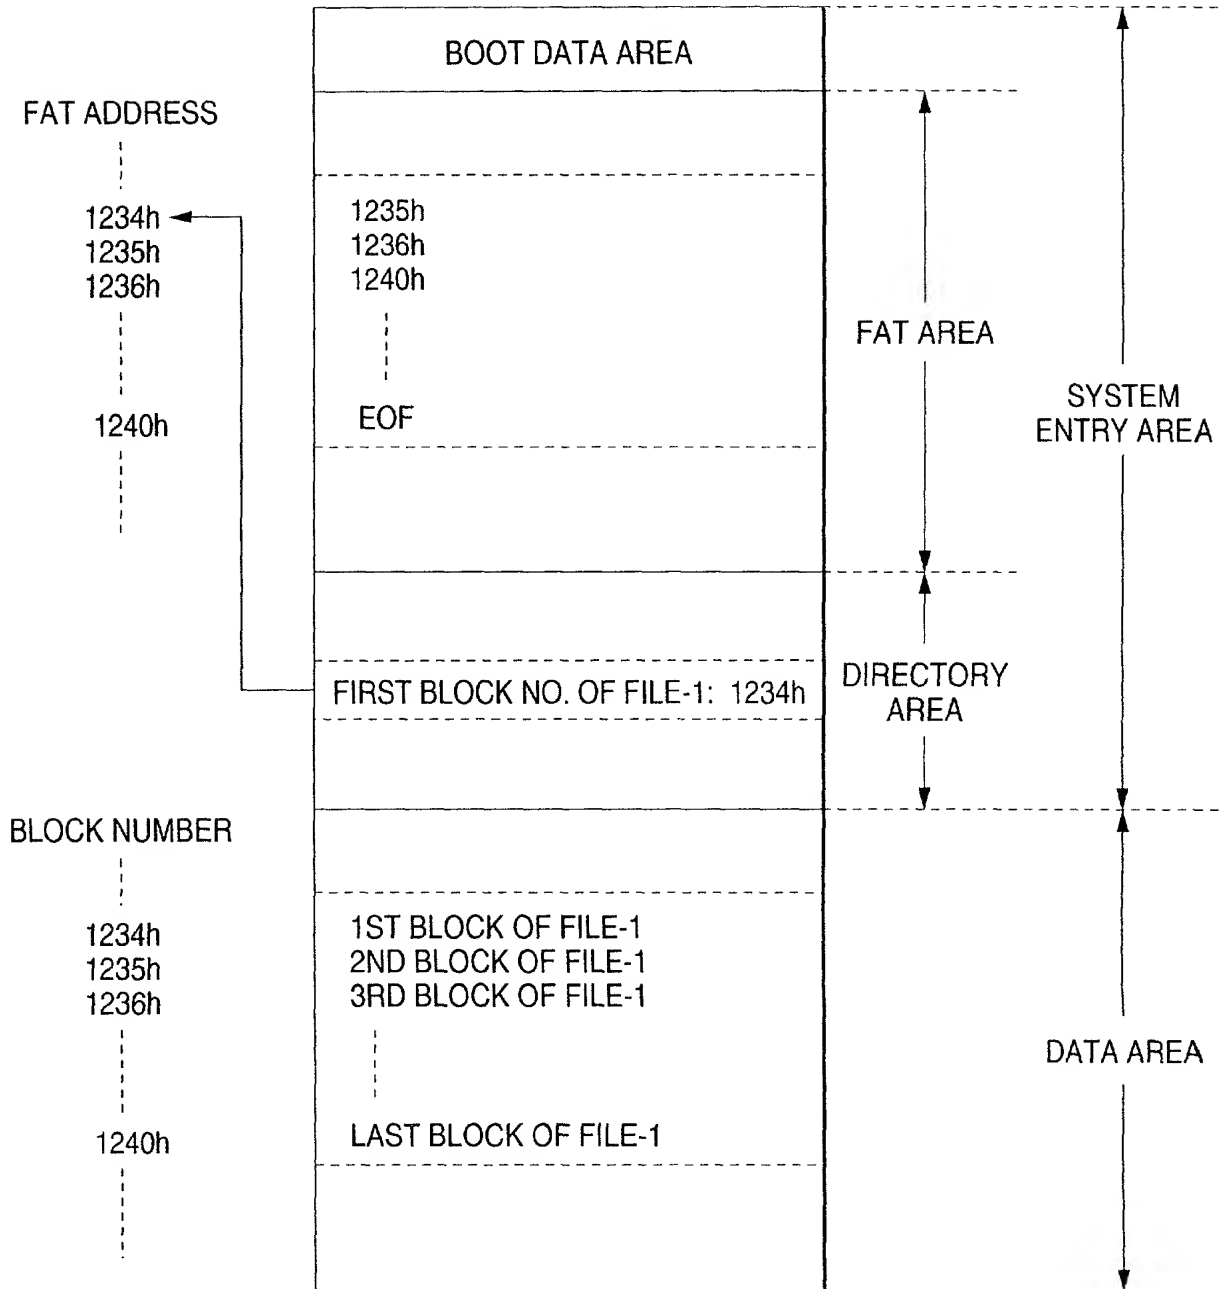 BOOT DATA AREA
FAT ADDRESS
1234h
1235h
1236h
1240h
1235h
1236h
1240h
EOF
FAT AREA
SYSTEM
ENTRY AREA
FIRST BLOCK NO. OF FILE-1: 1234h
DIRECTORY
AREA
BLOCK NUMBER
1234h
1235h
1236h
1240h
1ST BLOCK OF FILE-1
2ND BLOCK OF FILE-1
3RD BLOCK OF FILE-1
LAST BLOCK OF FILE-1
DATA AREA